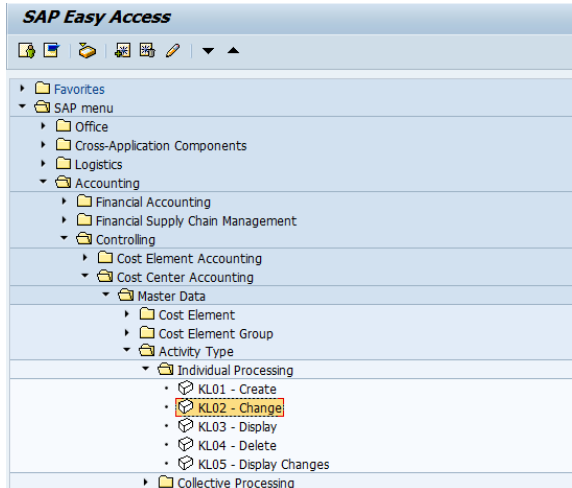 SAP Easy Access
Favorites
SAP menu
Office
Cross-Application Components
Logistics
Accounting
Financial Accounting
Financial Supply Chain Management
Controlling
Cost Element Accounting
Cost Center Accounting
Master Data
Cost Element
Cost Element Group
Activity Type
Individual Processing
KL01 - Create
KL02 - Change
KL03 - Display
KL04 - Delete
KL05 - Display Changes
Collective Processing